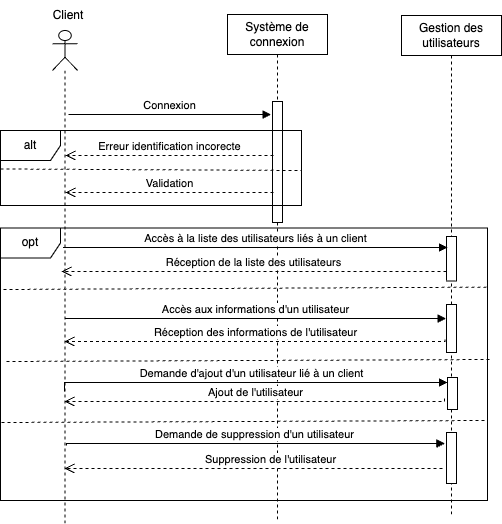 Client
Système de
connexion
Gestion des
utilisateurs
Connexion
alt
Erreur identification incorecte
Validation
opt
Accès à la liste des utilisateurs liés à un client
Réception de la liste des utilisateurs
Accès aux informations d'un utilisateur
Réception des informations de l'utilisateur
Demande d'ajout d'un utilisateur lié à un client
Ajout de l'utilisateur
Demande de suppression d'un utilisateur
Suppression de l'utilisateur